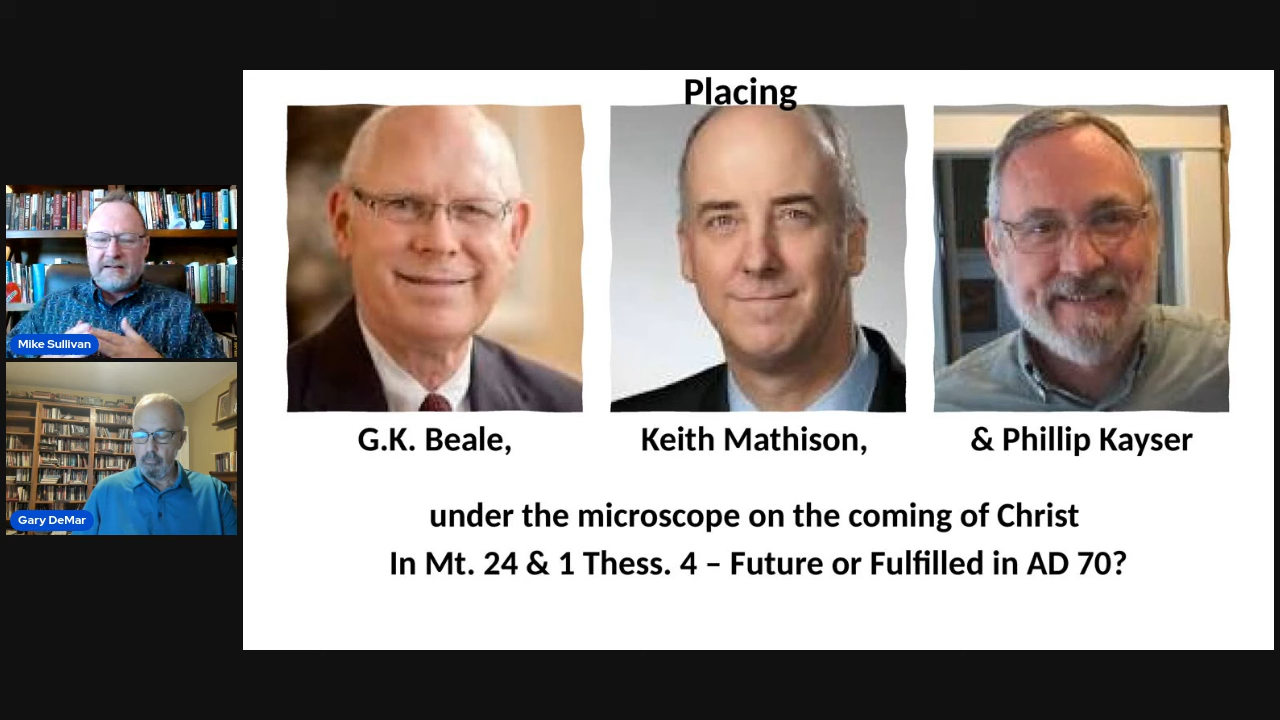 Placing
G.K. Beale,
Keith Mathison,
& Phillip Kayser
under the microscope on the coming of Christ
In Mt. 24 & 1 Thess. 4 – Future or Fulfilled in AD 70?
Mike Sullivan
Gary DeMar